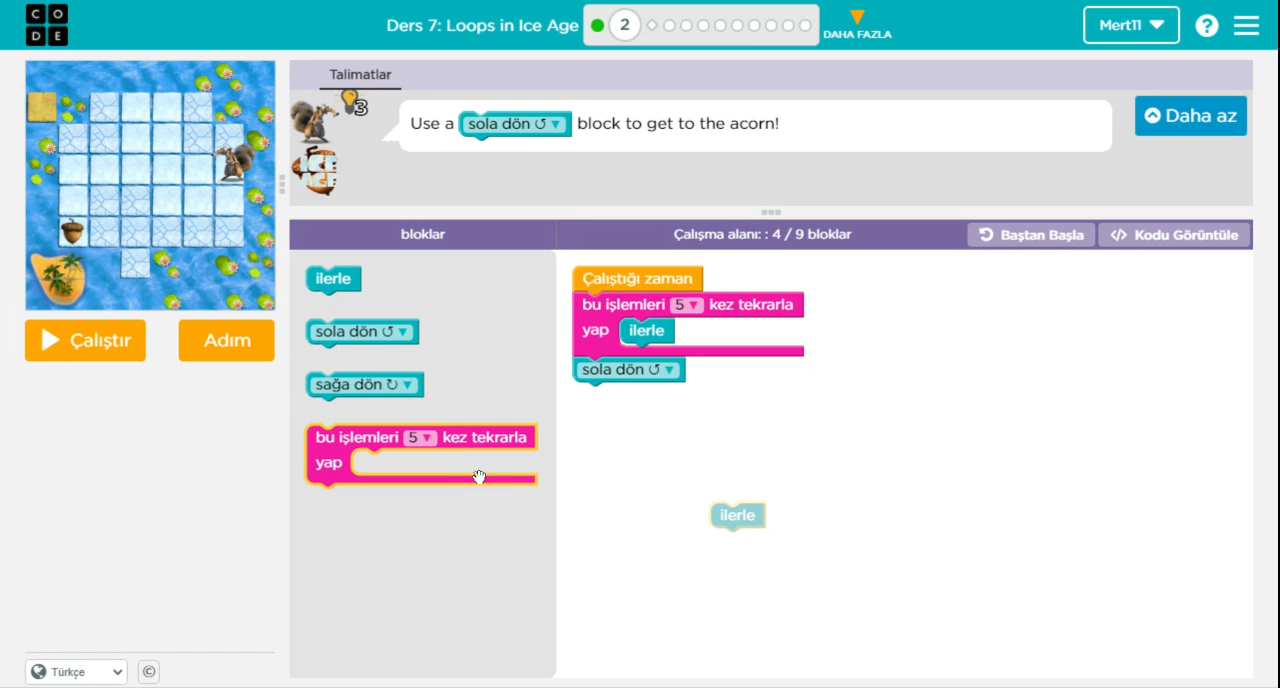 C O
D E
Ders 7: Loops in Ice Age
2
DAHA FAZLA
Mert11
?
Talimatlar
3
Use a sola dön ↺ ▼ block to get to the acorn!
ICE
AGE
Daha az
bloklar
Çalışma alanı: : 4 / 9 bloklar
Baştan Başla
</> Kodu Görüntüle
ilerle
sola dön ↺ ▼
sağa dön ↻ ▼
bu işlemleri 5 ▼ kez tekrarla
yap
Çalıştığı zaman
bu işlemleri 5 ▼ kez tekrarla
yap ilerle
sola dön ↺ ▼
ilerle
Çalıştır
Adım
Türkçe
©